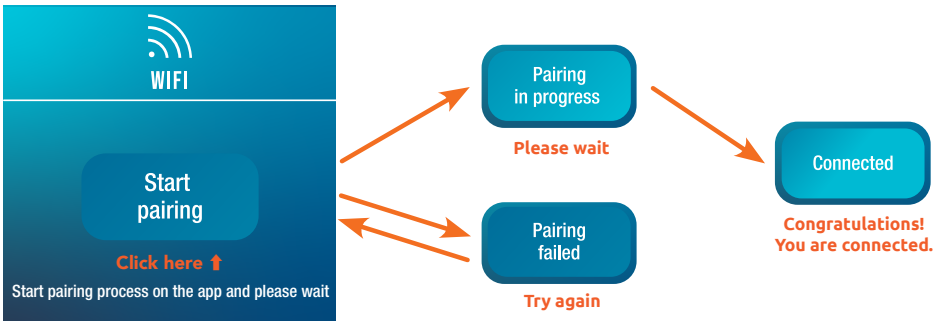 WIFI
Start
pairing
Click here
Start pairing process on the app and please wait
Pairing
in progress
Please wait
Pairing
failed
Try again
Connected
Congratulations!
You are connected.